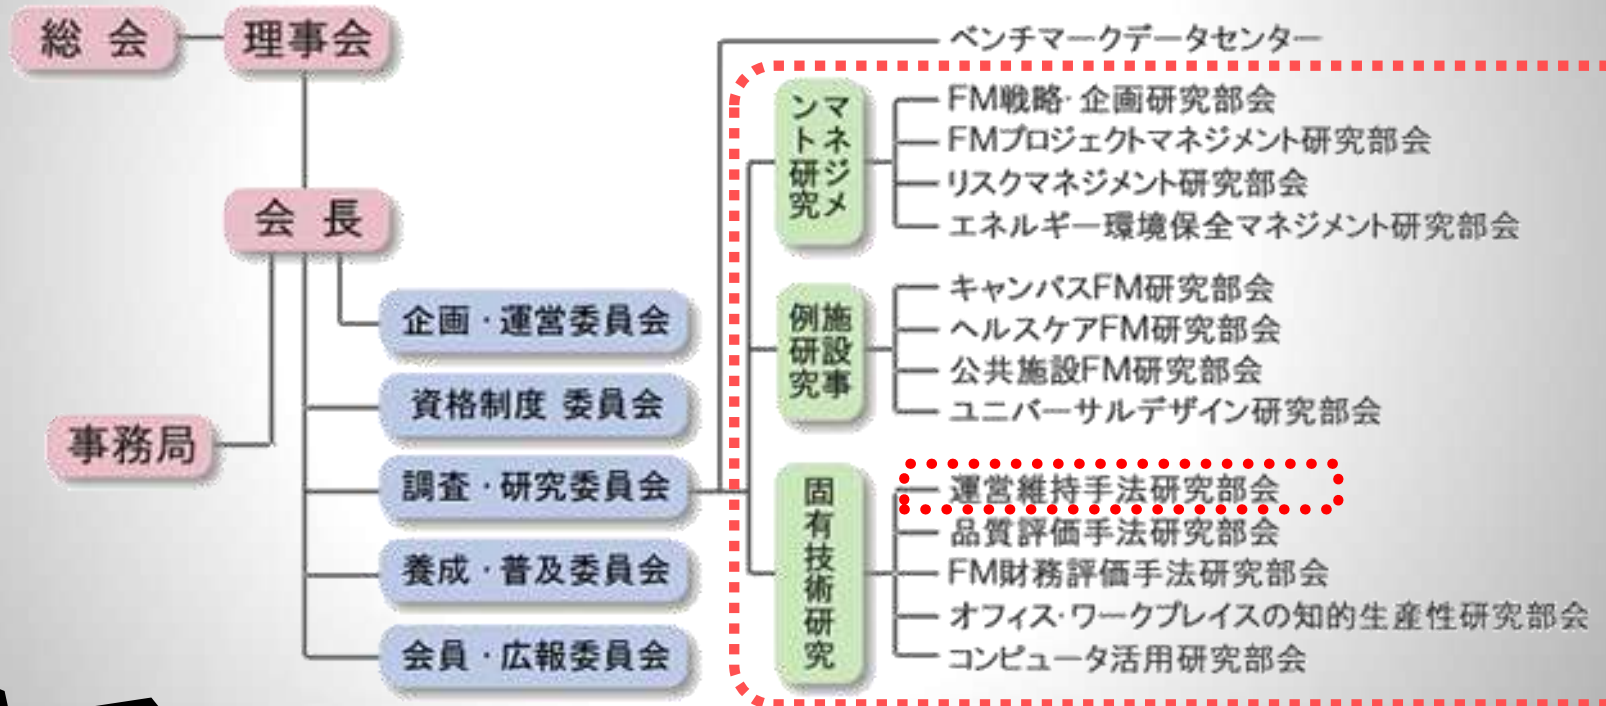 総 会
理事会
会 長
事務局
企画・運営委員会
資格制度 委員会
調査・研究委員会
養成・普及委員会
会員・広報委員会
ベンチマークデータセンター
マネジメント研究
FM戦略・企画研究部会
FMプロジェクトマネジメント研究部会
リスクマネジメント研究部会
エネルギー環境保全マネジメント研究部会
施設事例研究
キャンパスFM研究部会
ヘルスケアFM研究部会
公共施設FM研究部会
ユニバーサルデザイン研究部会
固有技術研究
運営維持手法研究部会
品質評価手法研究部会
FM財務評価手法研究部会
オフィス・ワークプレイスの知的生産性研究部会
コンピュータ活用研究部会